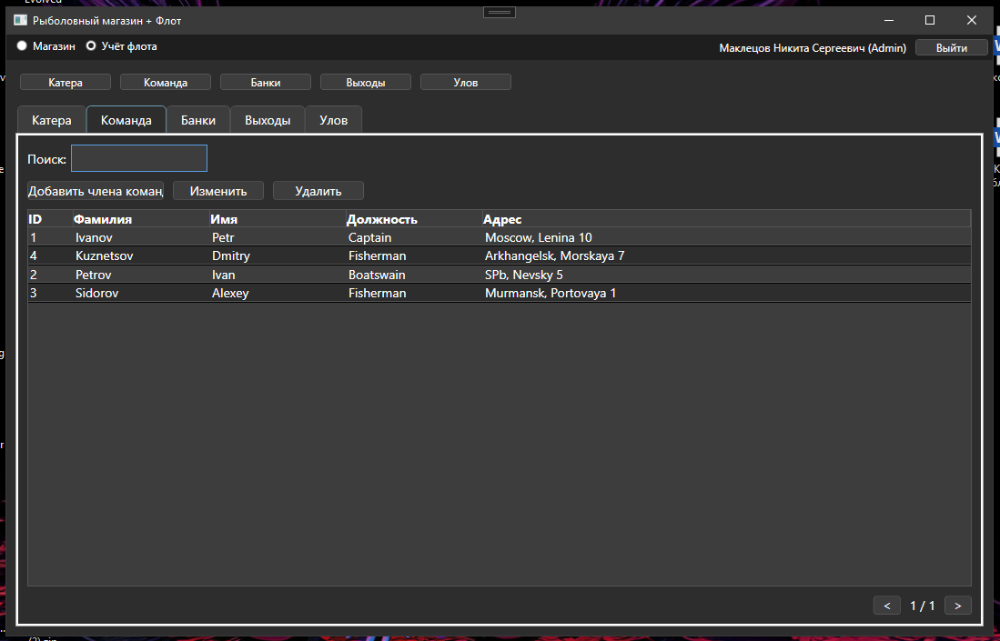 Evolved
Рыболовный магазин + Флот
Магазин Учёт флота Маклецов Никита Сергеевич (Admin) Выйти
Катера Команда Банки Выходы Улов
Катера Команда Банки Выходы Улов
Поиск:
Добавить члена коман Изменить Удалить
ID Фамилия Имя Должность Адрес
1 Ivanov Petr Captain Moscow, Lenina 10
4 Kuznetsov Dmitry Fisherman Arkhangelsk, Morskaya 7
2 Petrov Ivan Boatswain SPb, Nevsky 5
3 Sidorov Alexey Fisherman Murmansk, Portovaya 1
< 1 / 1 >